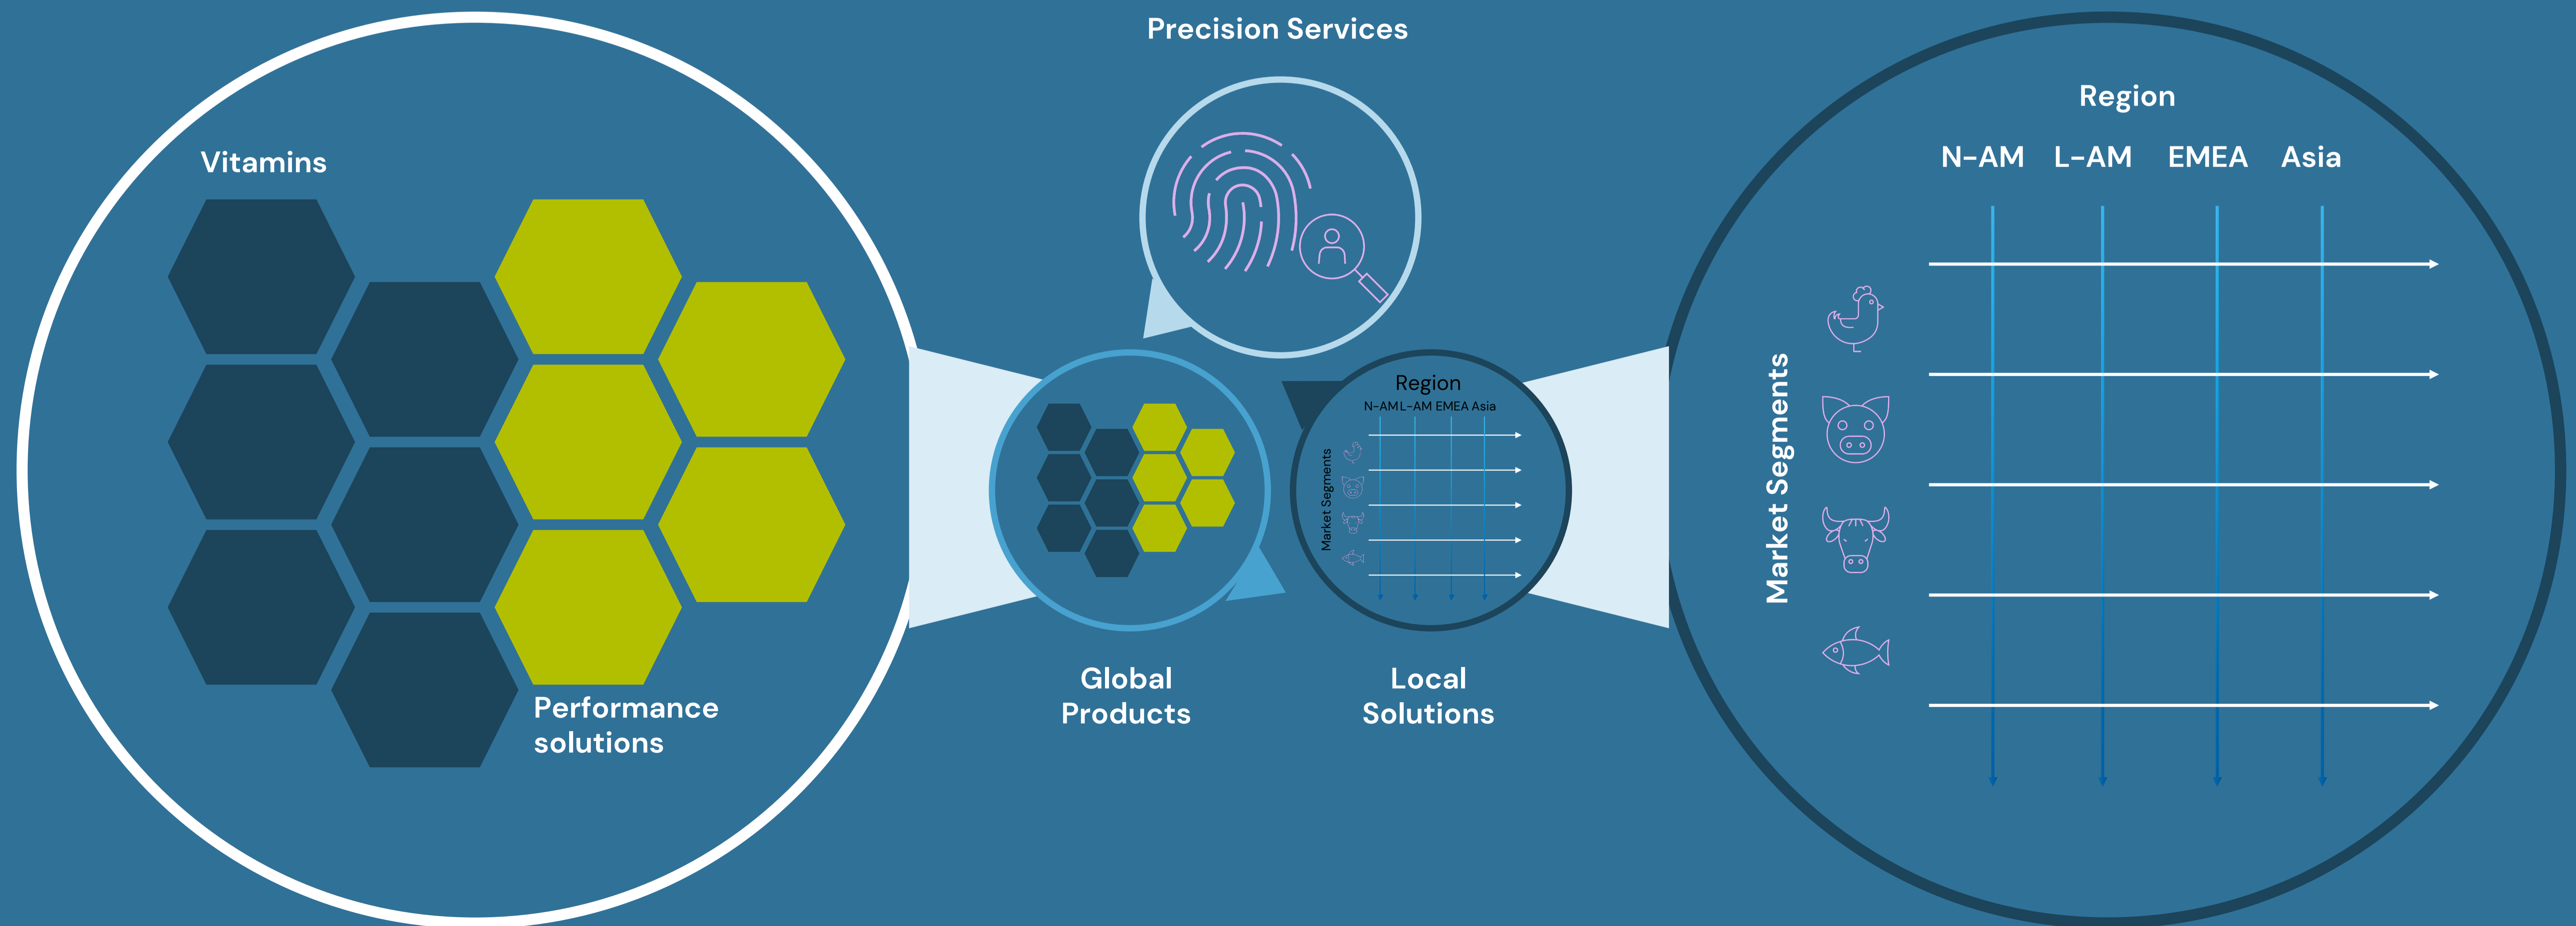 Precision Services
Vitamins
Performance
solutions
Global
Products
Region
N-AM L-AM EMEA Asia
Market Segments
Local
Solutions
Region
N-AM L-AM EMEA Asia
Market Segments